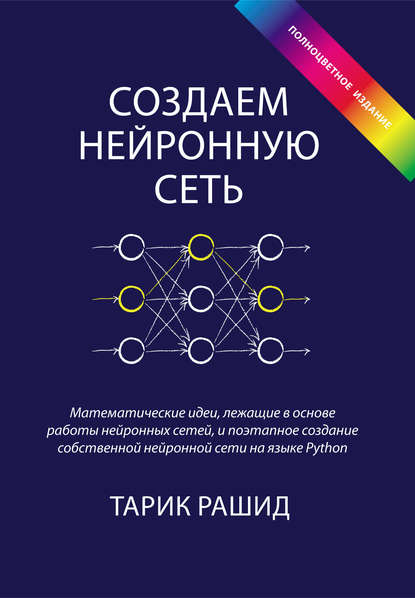 ПОЛНОЦВЕТНОЕ ИЗДАНИЕ
СОЗДАЕМ
НЕЙРОННУЮ
СЕТЬ
Математические идеи, лежащие в основе
работы нейронных сетей, и поэтапное создание
собственной нейронной сети на языке Python
ТАРИК РАШИД